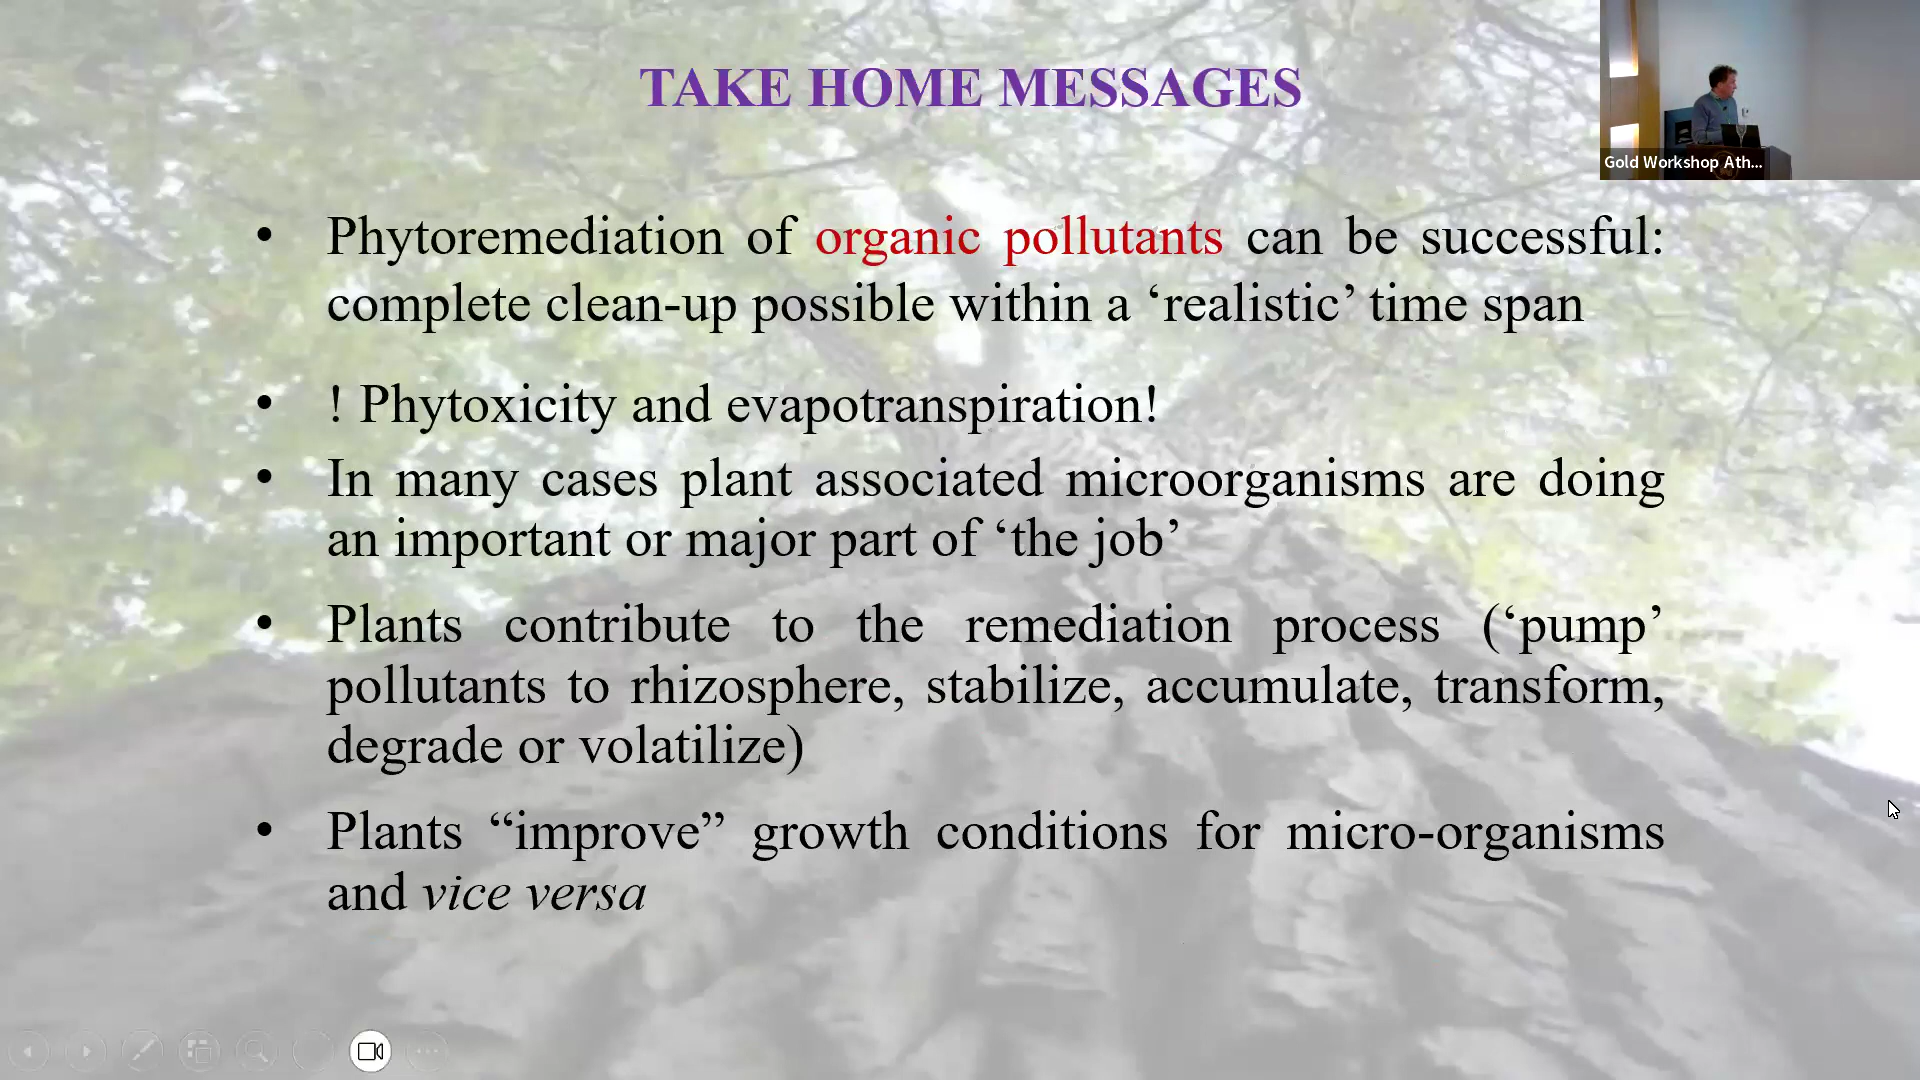 TAKE HOME MESSAGES
Gold Workshop Ath...
• Phytoremediation of organic pollutants can be successful:
complete clean-up possible within a ‘realistic’ time span
• ! Phytoxicity and evapotranspiration!
• In many cases plant associated microorganisms are doing
an important or major part of ‘the job’
• Plants contribute to the remediation process (‘pump’
pollutants to rhizosphere, stabilize, accumulate, transform,
degrade or volatilize)
• Plants “improve” growth conditions for micro-organisms
and vice versa